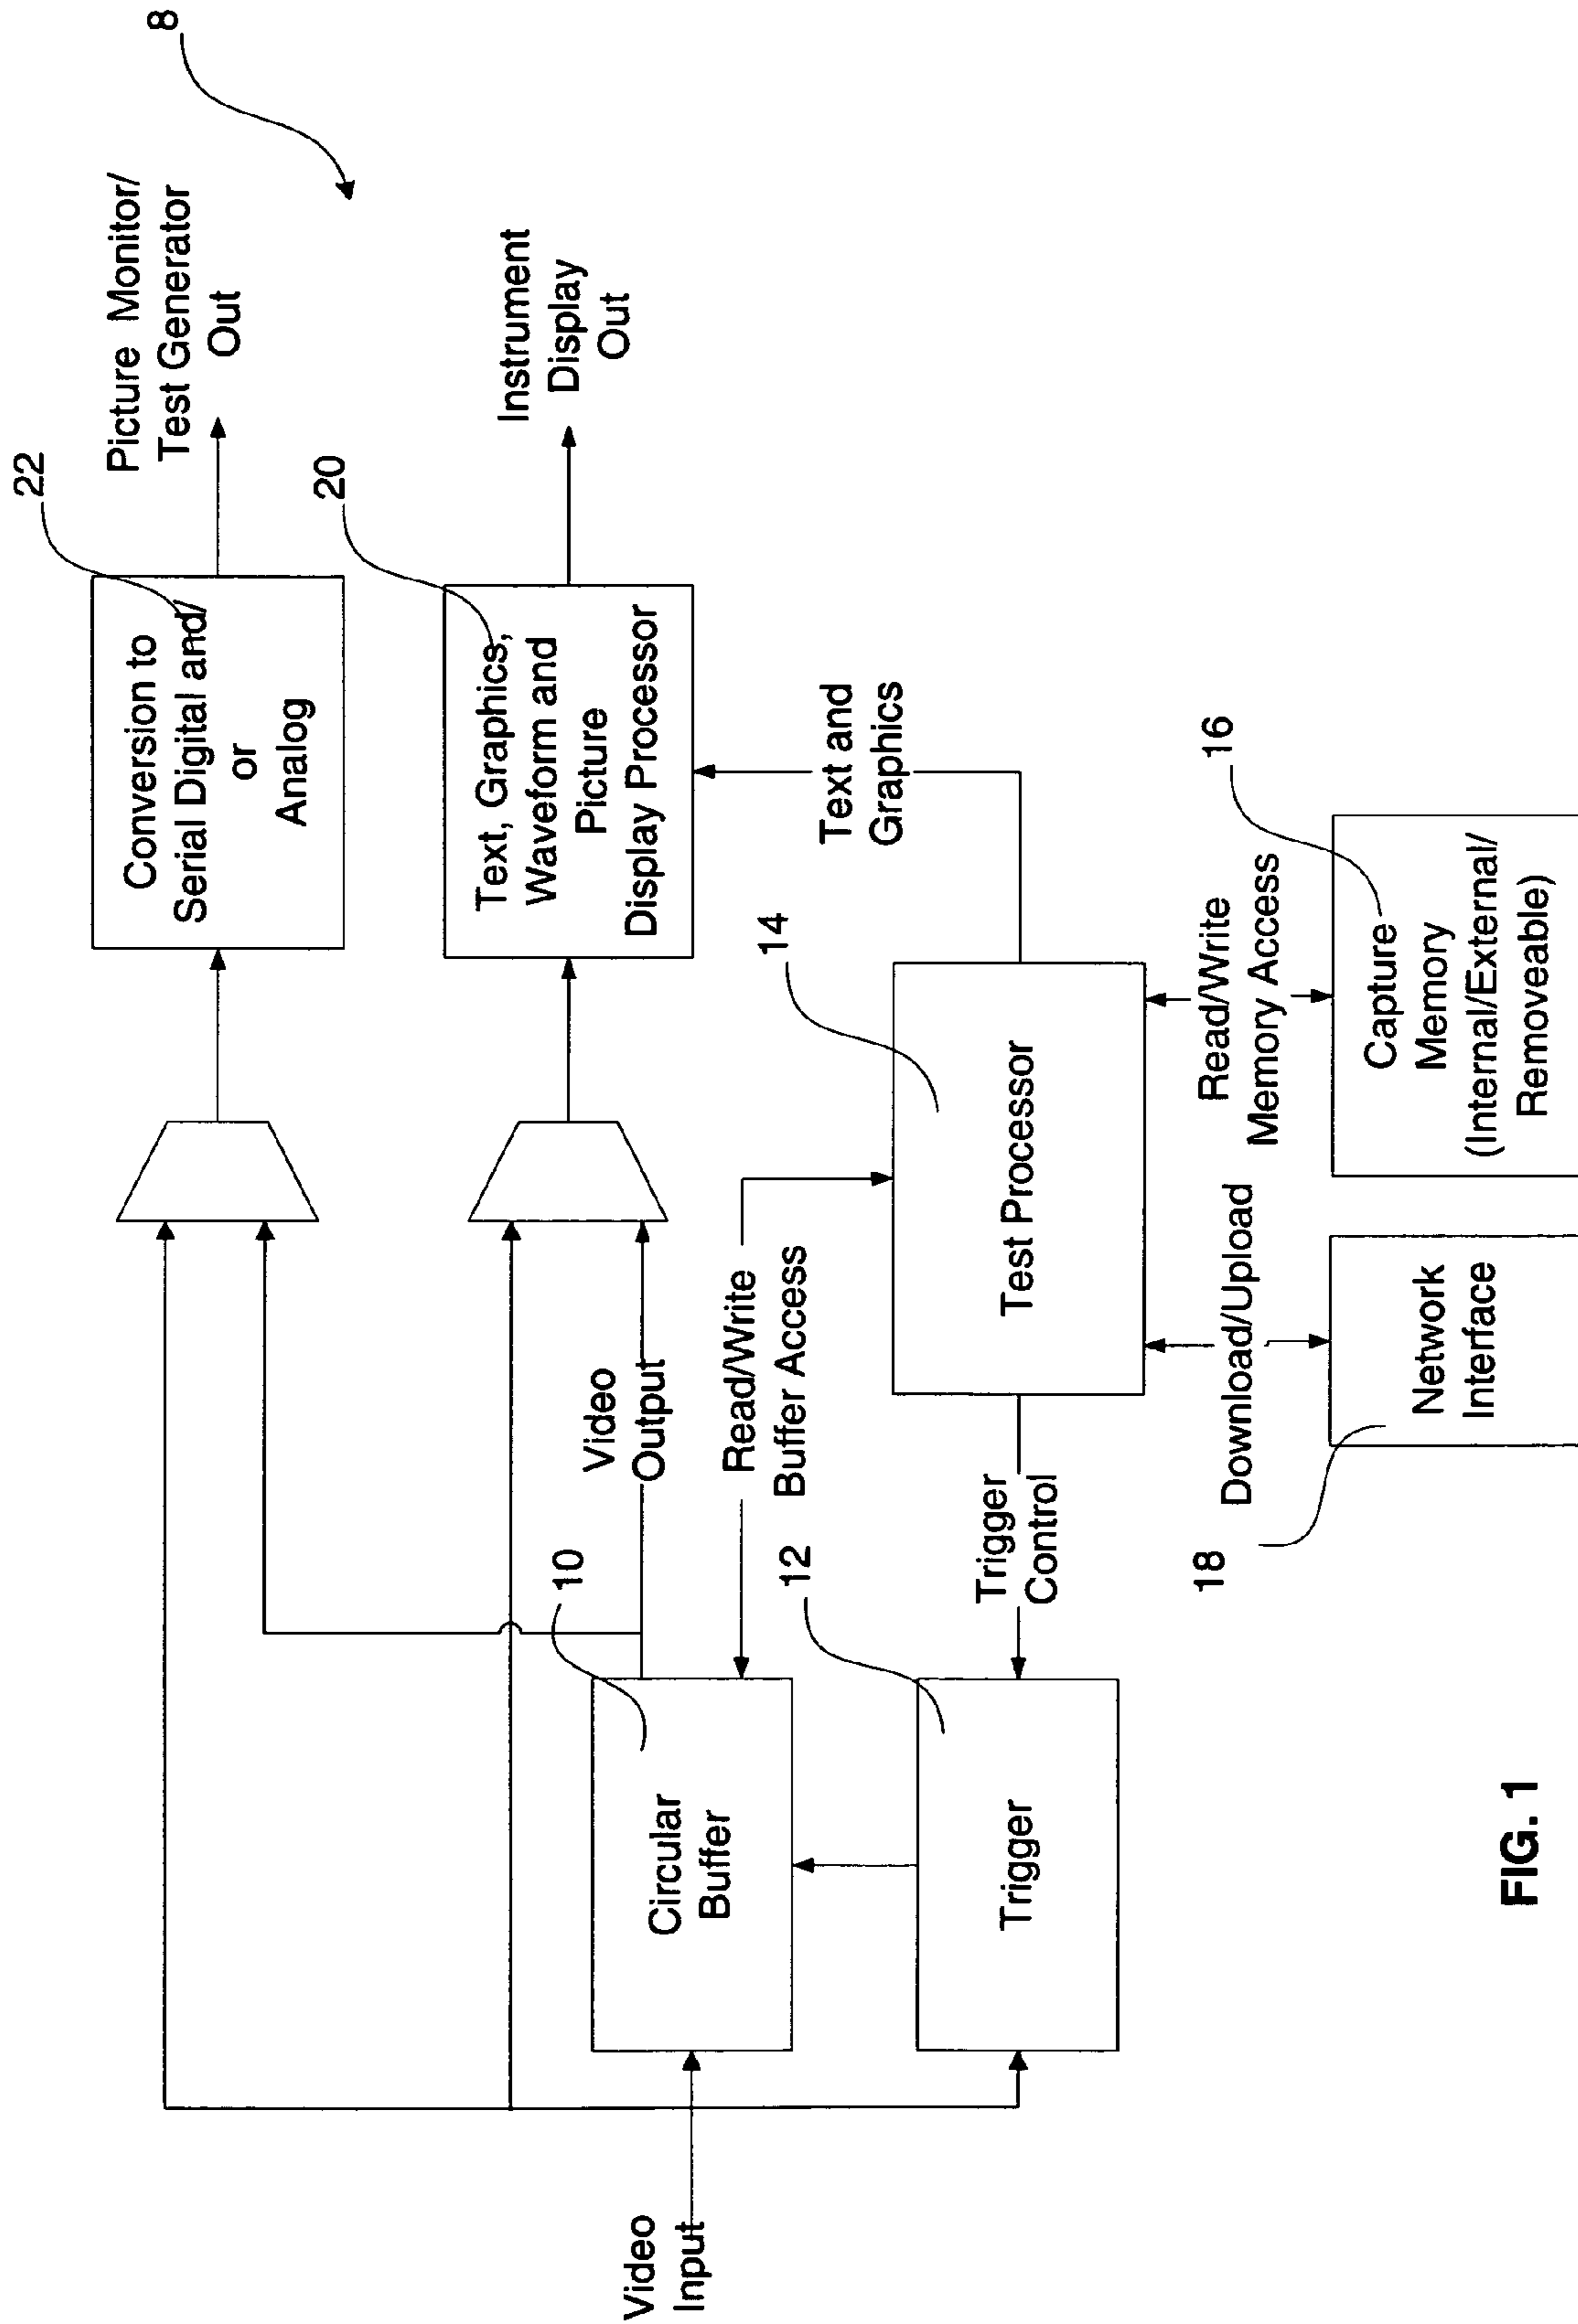 8
22
Picture Monitor/
Test Generator
Out
Conversion to
Serial Digital and/
or
Analog
20
Instrument
Display
Out
Text, Graphics,
Waveform and
Picture
Display Processor
Video
Output
Text and
Graphics
Read/Write
Buffer Access
10
Circular
Buffer
Video
Input
14
Test Processor
12
Trigger
Control
Trigger
16
Read/Write
Memory Access
Download/Upload
18
Capture
Memory
(Internal/External/
Removeable)
Network
Interface
FIG. 1